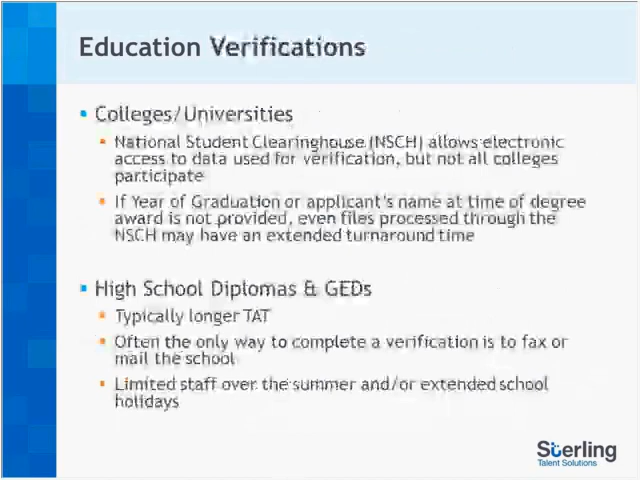 Education Verifications
Colleges/Universities
National Student Clearinghouse (NSCH) allows electronic
access to data used for verification, but not all colleges
participate
If Year of Graduation or applicant's name at time of degree
award is not provided, even files processed through the
NSCH may have an extended turnaround time
High School Diplomas & GEDs
Typically longer TAT
Often the only way to complete a verification is to fax or
mail the school
Limited staff over the summer and/or extended school
holidays
Sterling
Talent Solutions